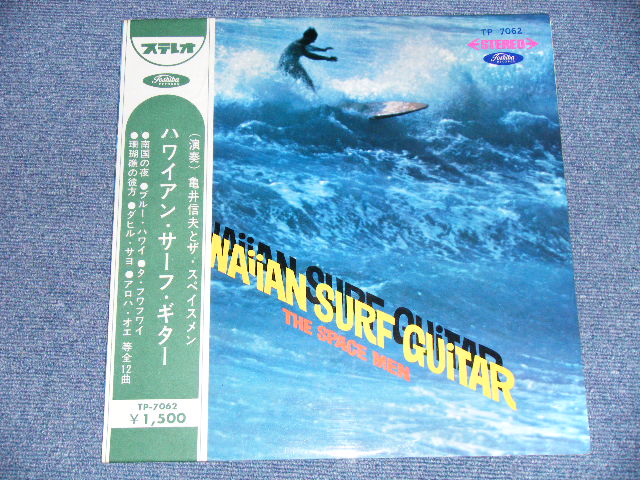 ステレオ
Toshiba
RECORDS
(演奏)亀井信夫とザ・スペイスメン
ハワイアン・サーフ・ギター
●南国の夜 ●ブルー・ハワイ ●タ・フワフワイ
●珊瑚礁の彼方 ●ダヒル・サヨ ●アロハ・オエ 等全12曲
TP-7062
¥1,500
TP 7062
STEREO
Toshiba
WAiiAN SURF GUiTAR
THE SPACE MEN